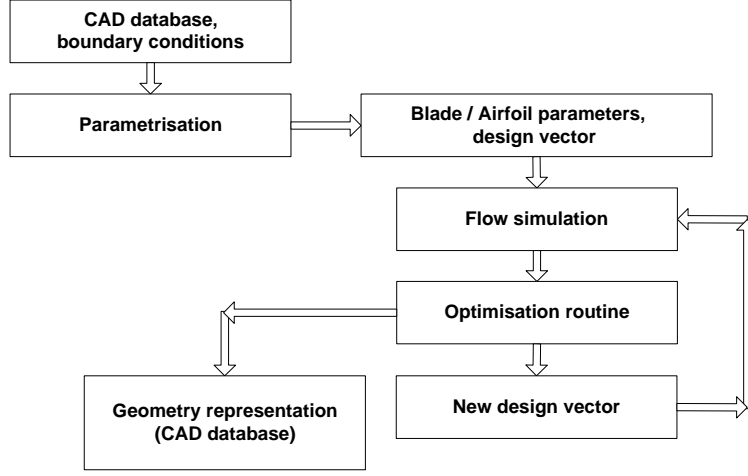 CAD database,
boundary conditions
Parametrisation
Blade / Airfoil parameters,
design vector
Flow simulation
Optimisation routine
Geometry representation
(CAD database)
New design vector